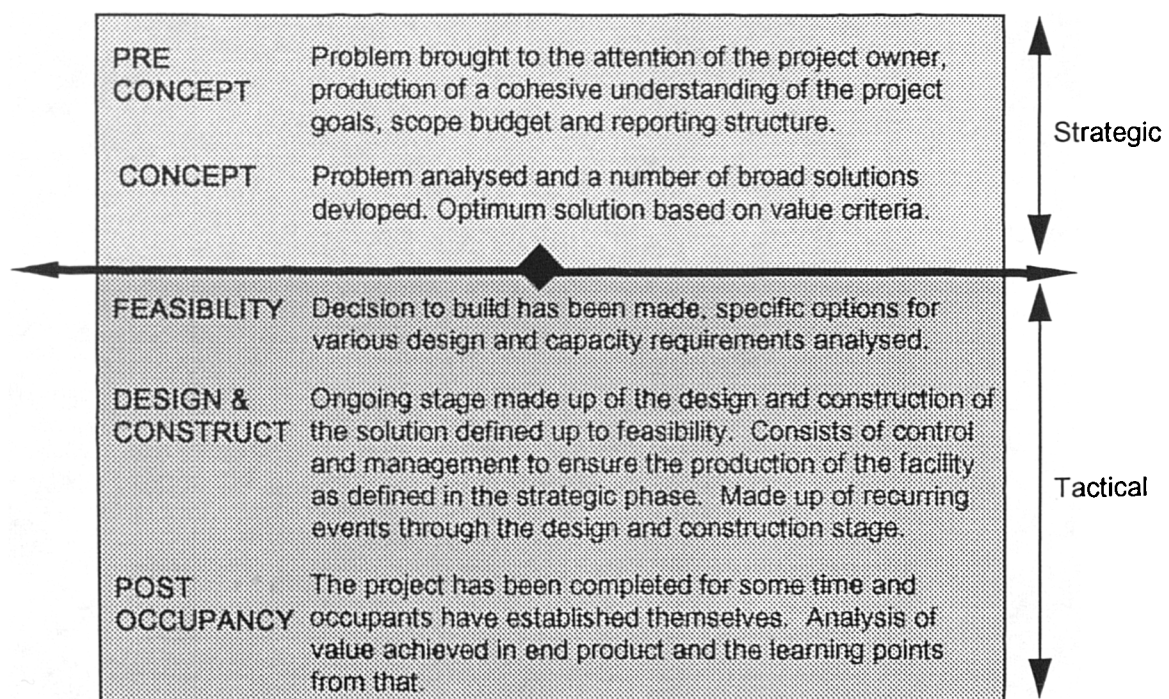 PRE CONCEPT
Problem brought to the attention of the project owner,
production of a cohesive understanding of the project
goals, scope budget and reporting structure.
Strategic
CONCEPT
Problem analysed and a number of broad solutions
devloped. Optimum solution based on value criteria.
FEASIBILITY
Decision to build has been made, specific options for
various design and capacity requirements analysed.
DESIGN &
CONSTRUCT
Ongoing stage made up of the design and construction of
the solution defined up to feasibility. Consists of control
and management to ensure the production of the facility
as defined in the strategic phase. Made up of recurring
events through the design and construction stage.
Tactical
POST
OCCUPANCY
The project has been completed for some time and
occupants have established themselves. Analysis of
value achieved in end product and the learning points
from that.